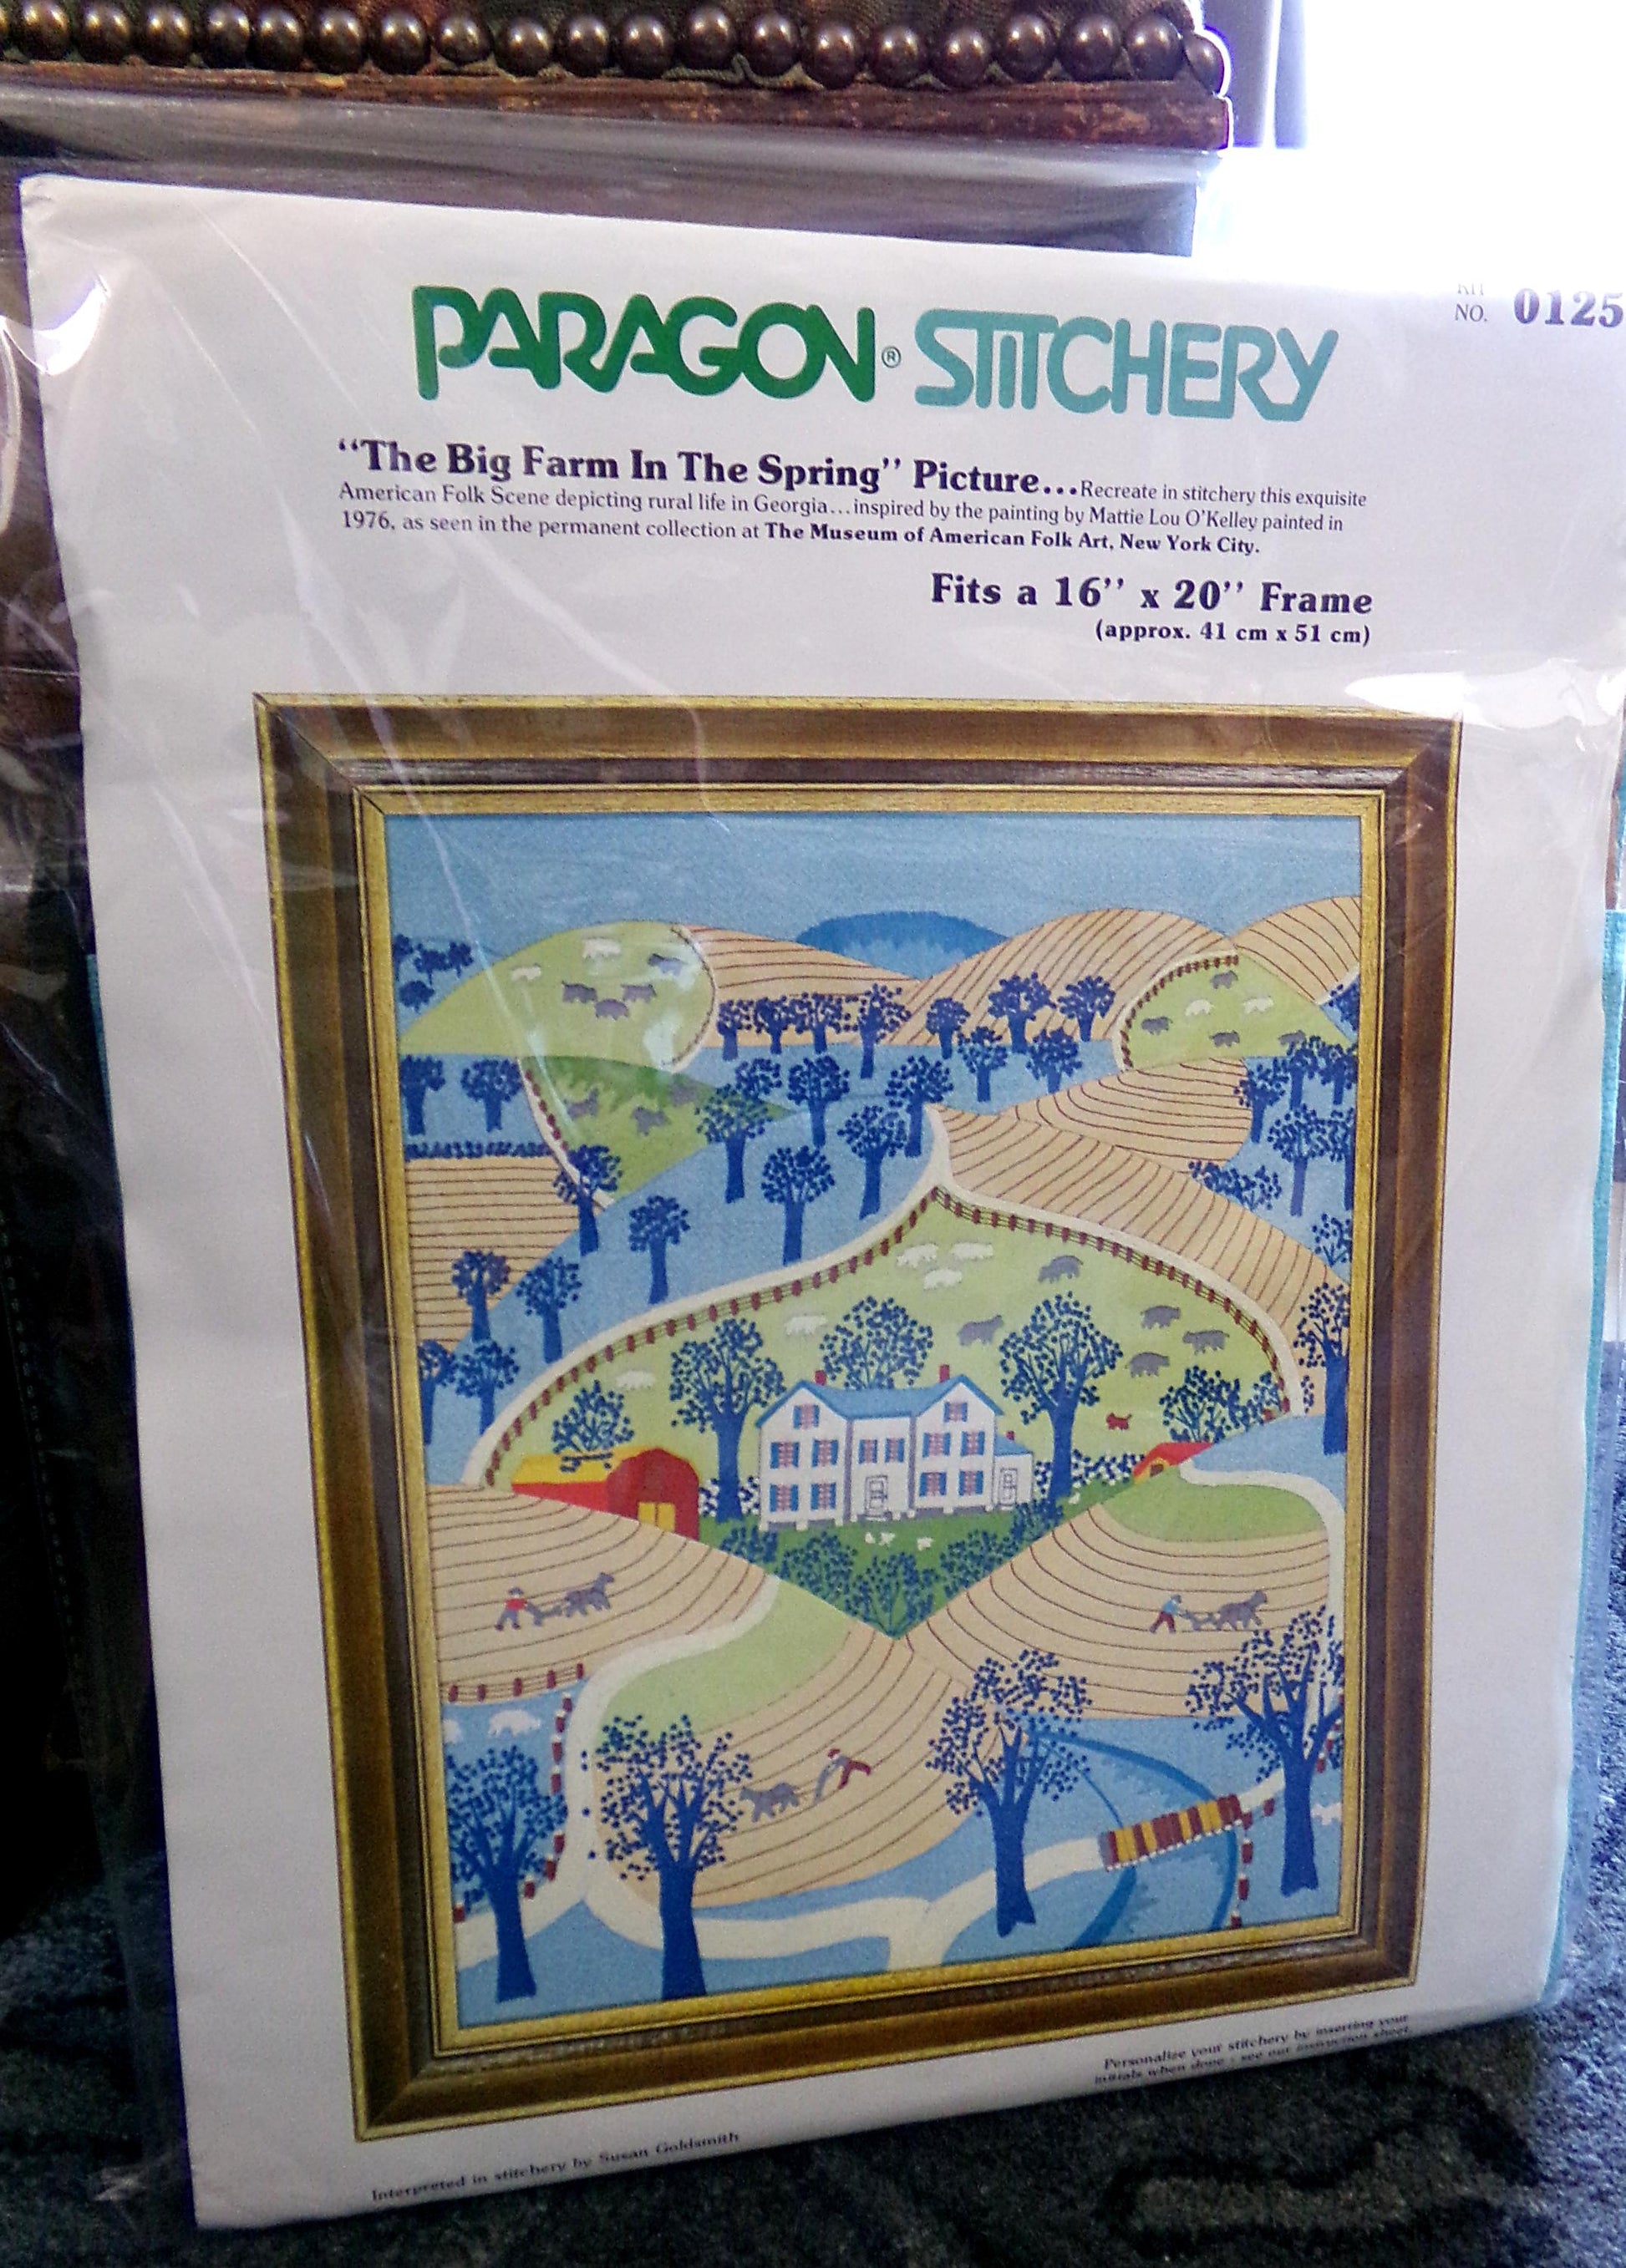 KIT
NO. 0125
PARAGON® STITCHERY
“The Big Farm In The Spring” Picture...Recreate in stitchery this exquisite
American Folk Scene depicting rural life in Georgia...inspired by the painting by Mattie Lou O’Kelley painted in
1976, as seen in the permanent collection at The Museum of American Folk Art, New York City.
Fits a 16’’ x 20’’ Frame
(approx. 41 cm x 51 cm)
Personalize your stitchery by inserting your
initials when done - see our instruction sheet.
Interpreted in stitchery by Susan Goldsmith